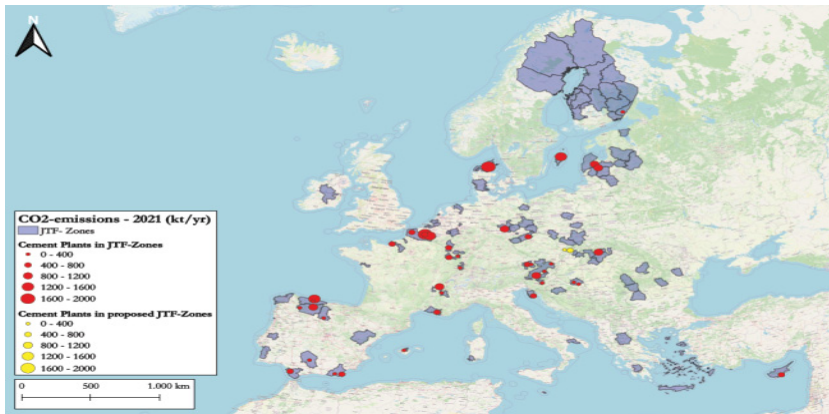 N
CO2-emissions - 2021 (kt/yr)
JTF- Zones
Cement Plants in JTF-Zones
0 - 400
400 - 800
800 - 1200
1200 - 1600
1600 - 2000
Cement Plants in proposed JTF-Zones
0 - 400
400 - 800
800 - 1200
1200 - 1600
1600 - 2000
0 500 1.000 km